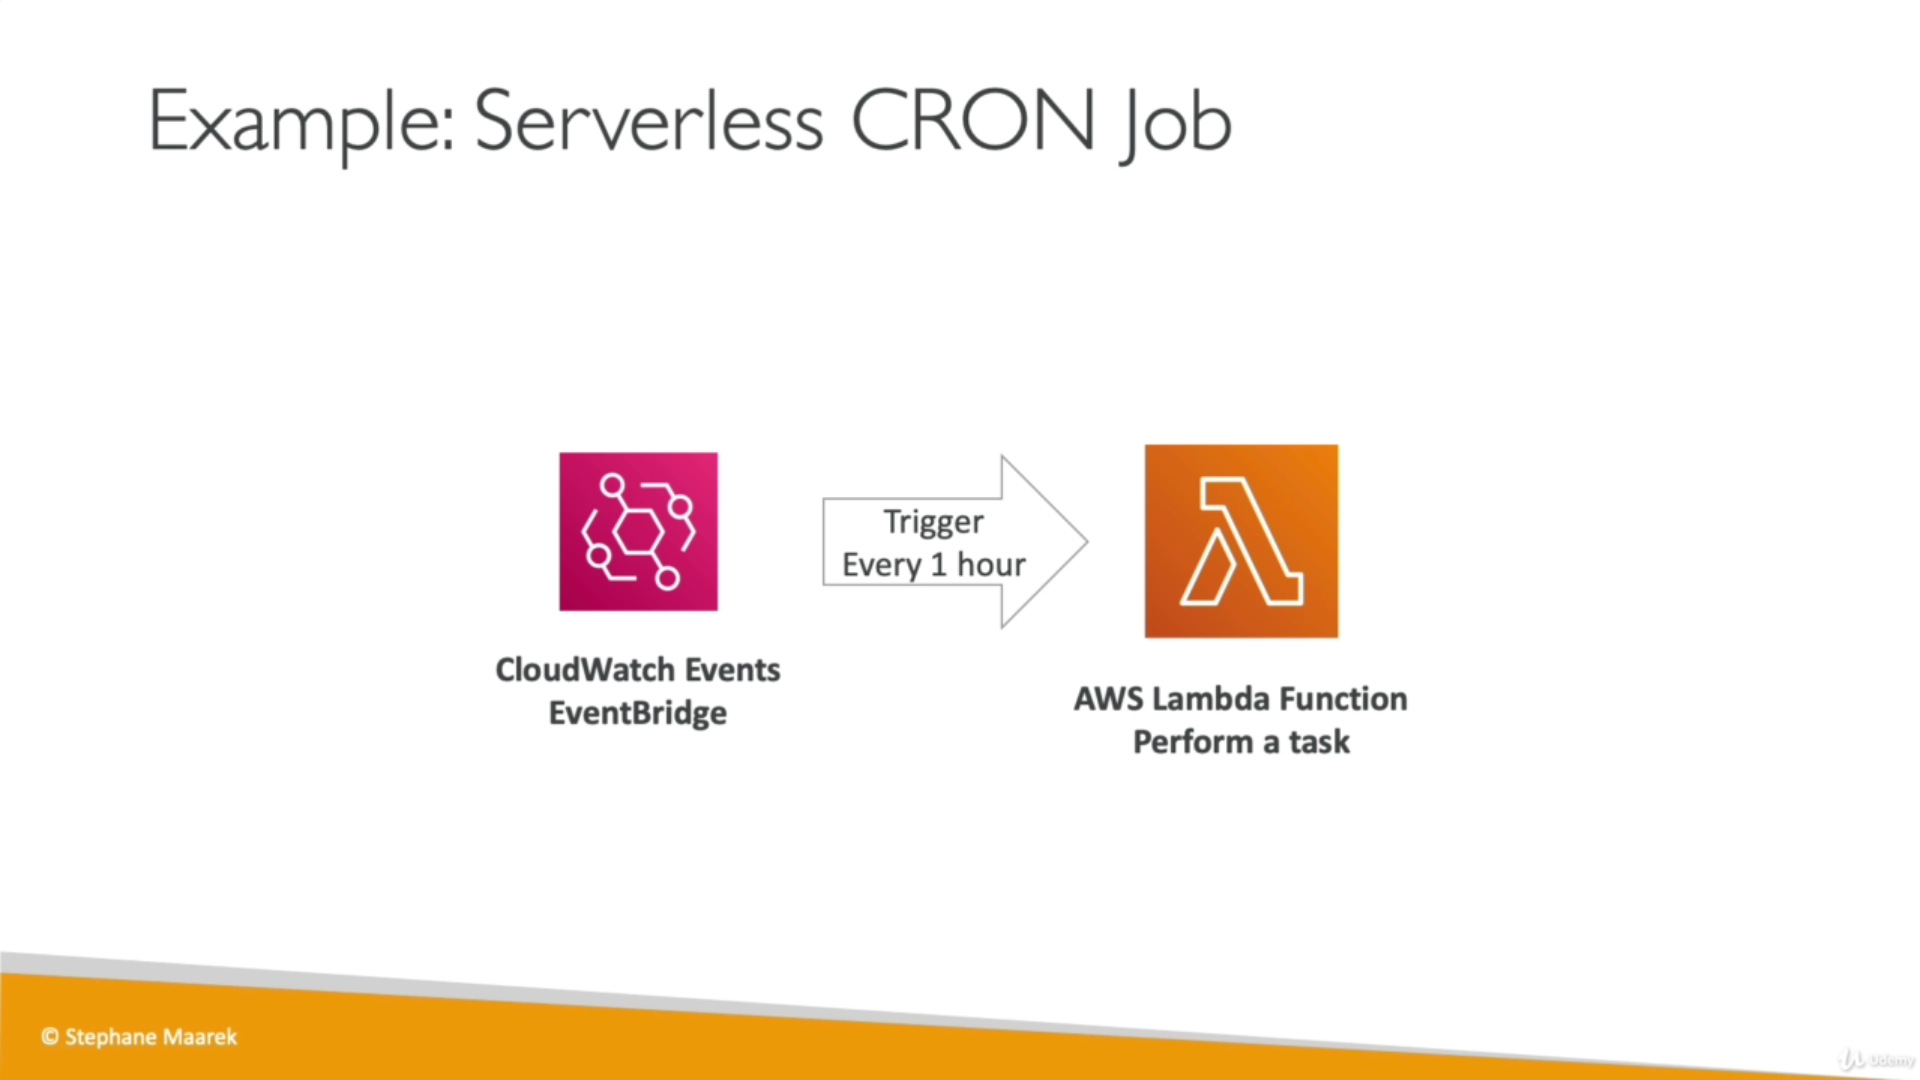 Example: Serverless CRON Job
Trigger
Every 1 hour
CloudWatch Events
EventBridge
AWS Lambda Function
Perform a task
© Stephane Maarek
Udemy